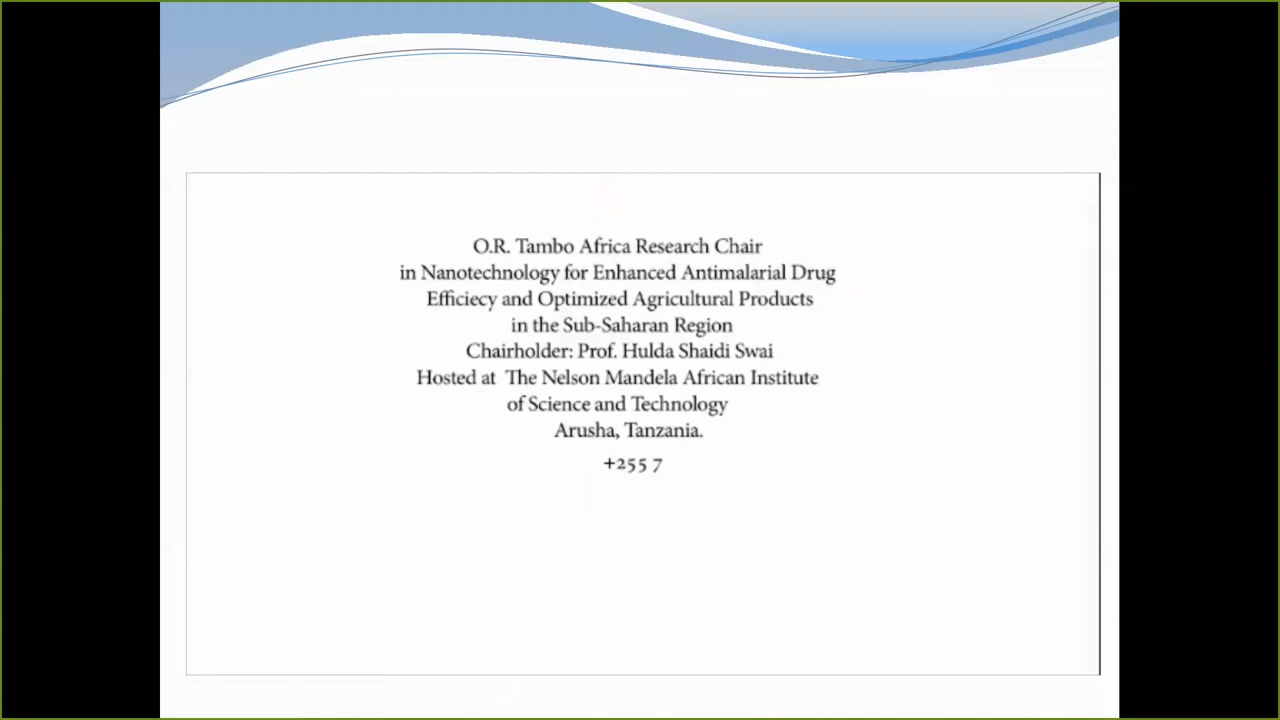 O.R. Tambo Africa Research Chair
in Nanotechnology for Enhanced Antimalarial Drug
Efficiecy and Optimized Agricultural Products
in the Sub-Saharan Region
Chairholder: Prof. Hulda Shaidi Swai
Hosted at The Nelson Mandela African Institute
of Science and Technology
Arusha, Tanzania.
+255 7